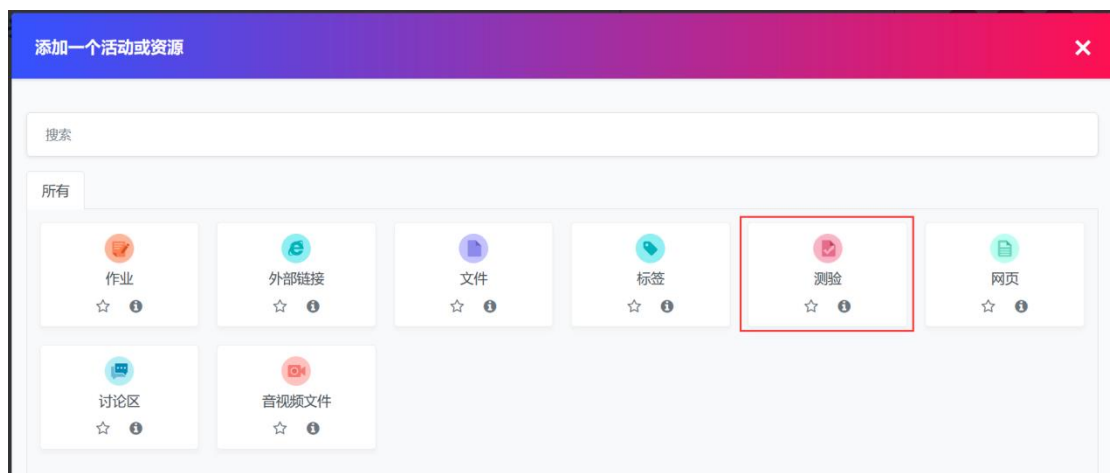 添加一个活动或资源
搜索
所有
作业 外部链接 文件 标签 测验 网页
讨论区 音视频文件